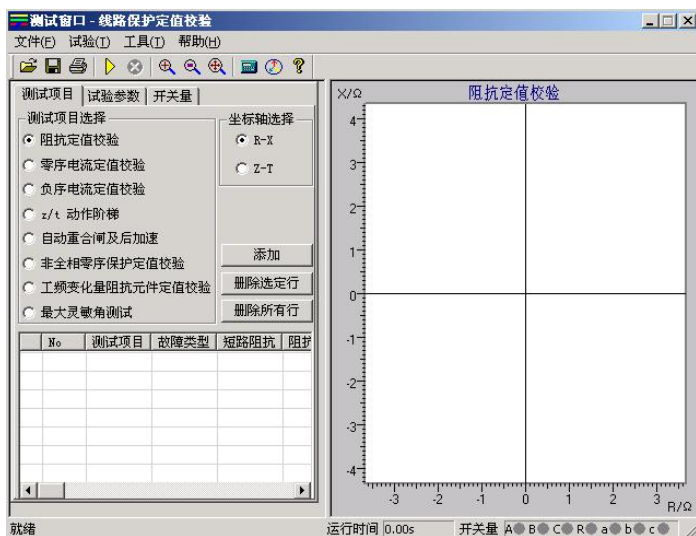 测试窗口 - 线路保护定值校验
文件(F) 试验(T) 工具(T) 帮助(H)
测试项目 试验参数 开关量
测试项目选择
阻抗定值校验
零序电流定值校验
负序电流定值校验
z/t 动作阶梯
自动重合闸及后加速
非全相零序保护定值校验
工频变化量阻抗元件定值校验
最大灵敏角测试
坐标轴选择
R-X
Z-T
添加
删除选定行
删除所有行
No 测试项目 故障类型 短路阻抗 阻抗
X/Ω
阻抗定值校验
4
3
2
1
0
-1
-2
-3
-4
-3 -2 -1 0 1 2 3
R/Ω
就绪
运行时间 0.00s 开关量 A B C R a b c